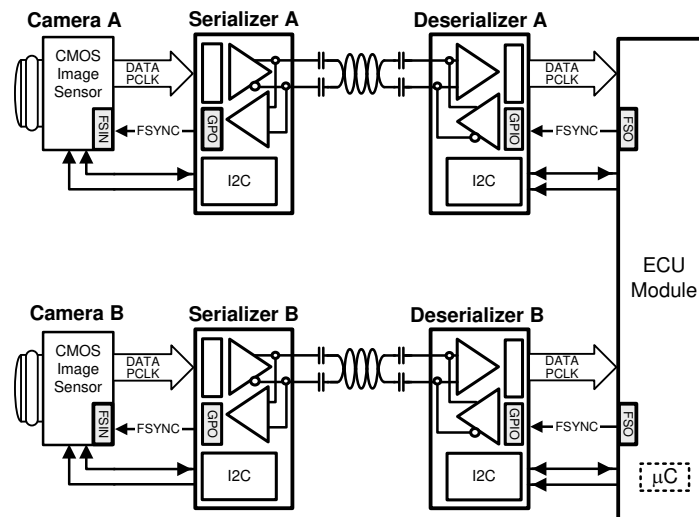 Camera A
Serializer A
Deserializer A
CMOS
Image
Sensor
DATA
PCLK
DATA
PCLK
FSIN
FSYNC
GPO
GPIO
FSYNC
FSO
I2C
I2C
ECU
Module
Camera B
Serializer B
Deserializer B
CMOS
Image
Sensor
DATA
PCLK
DATA
PCLK
FSIN
FSYNC
GPO
GPIO
FSYNC
FSO
I2C
I2C
μC